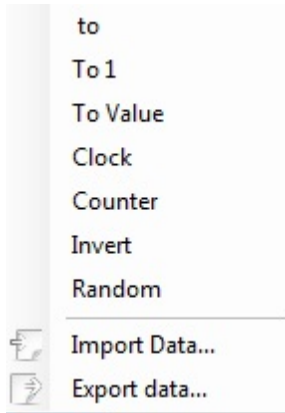 to
To 1
To Value
Clock
Counter
Invert
Random
Import Data...
Export data...